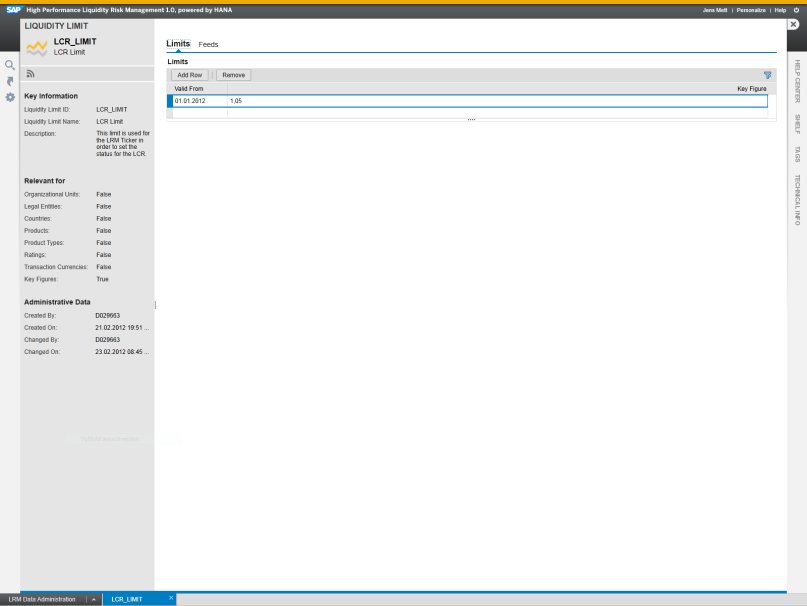 SAP High Performance Liquidity Risk Management 1.0, powered by HANA
Jens Mett | Personalize | Help
LIQUIDITY LIMIT
LCR_LIMIT
LCR Limit
Key Information
Liquidity Limit ID: LCR_LIMIT
Liquidity Limit Name: LCR Limit
Description: This limit is used for
the LRM Ticker in
order to set the
status for the LCR.
Relevant for
Organizational Units: False
Legal Entities: False
Countries: False
Products: False
Product Types: False
Ratings: False
Transaction Currencies: False
Key Figures: True
Administrative Data
Created By: D029663
Created On: 21.02.2012 19:51 ...
Changed By: D029663
Changed On: 23.02.2012 08:45 ...
Limits Feeds
Limits
Add Row | Remove
Valid From Key Figure
01.01.2012 1,05
HELP CENTER
SHELF
TAGS
TECHNICAL INFO
LRM Data Administration LCR_LIMIT